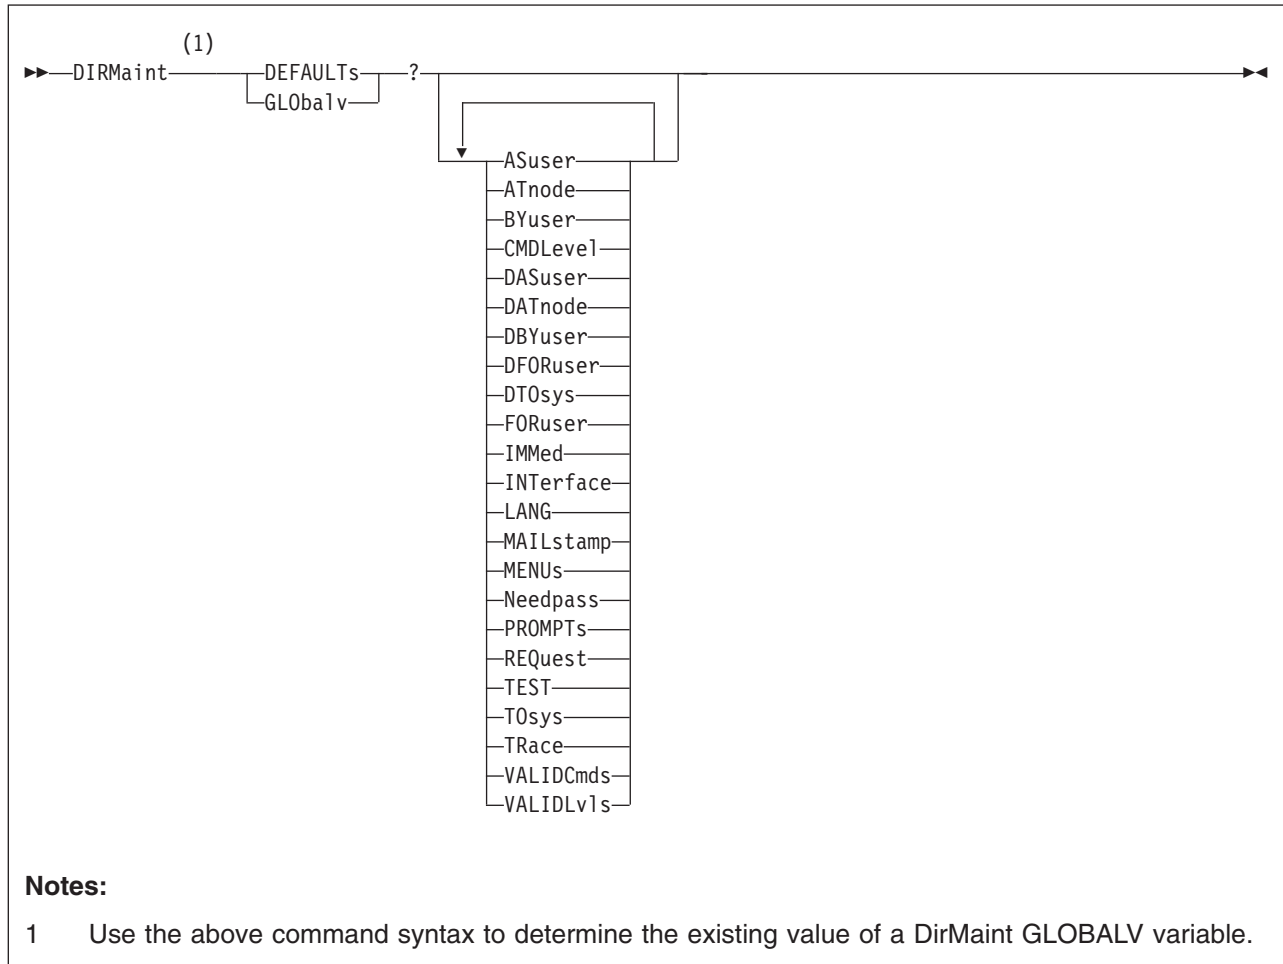 (1)
DIRMaint DEFAULTs ?
GLObalv
ASuser
ATnode
BYuser
CMDLevel
DASuser
DATnode
DBYuser
DFORuser
DTOsys
FORuser
IMMed
INTerface
LANG
MAILstamp
MENUs
Needpass
PROMPTs
REQuest
TEST
TOsys
TRace
VALIDCmds
VALIDLvls
Notes:
1 Use the above command syntax to determine the existing value of a DirMaint GLOBALV variable.